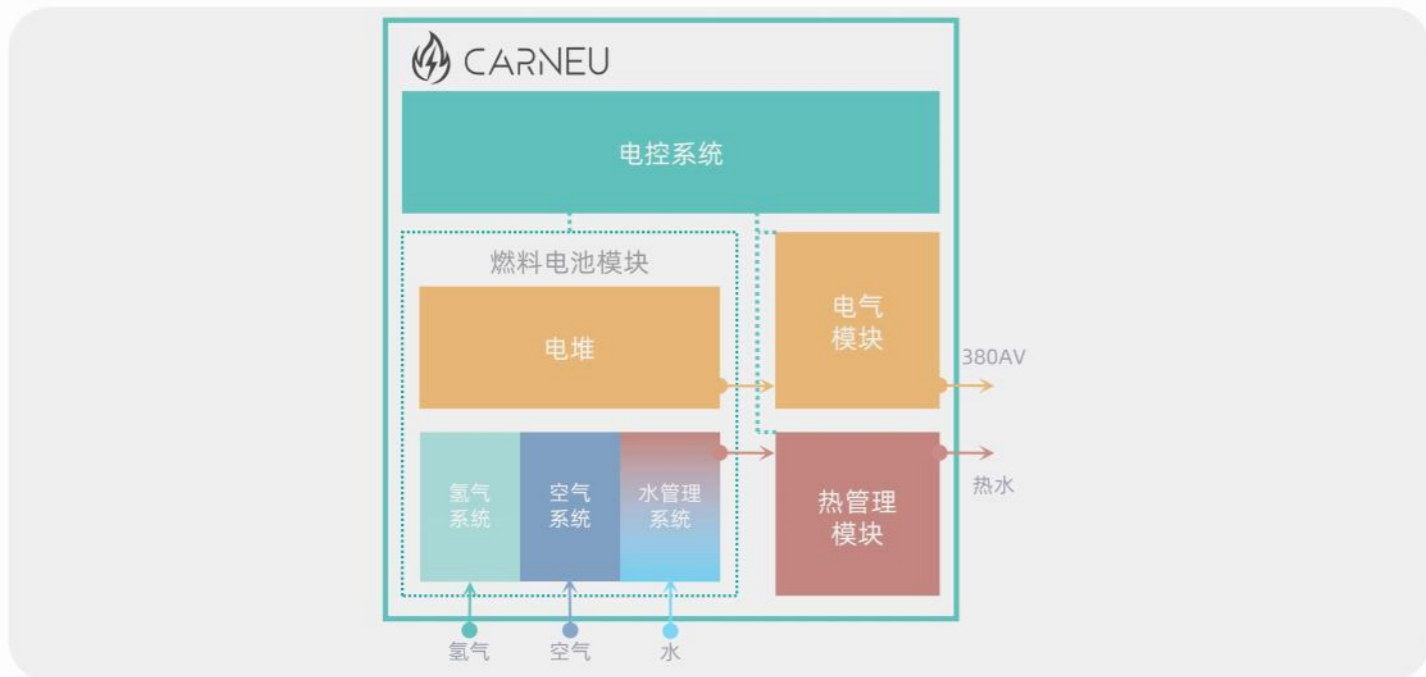 CARNEU
电控系统
燃料电池模块
电堆
电气
模块
380AV
氢气
系统
空气
系统
水管理
系统
热管理
模块
热水
氢气
空气
水